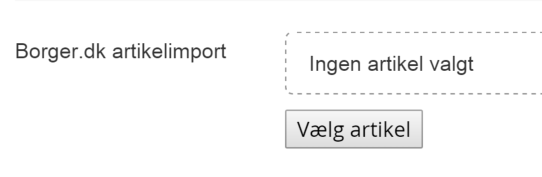 Borger.dk artikelimport
Ingen artikel valgt
Vælg artikel